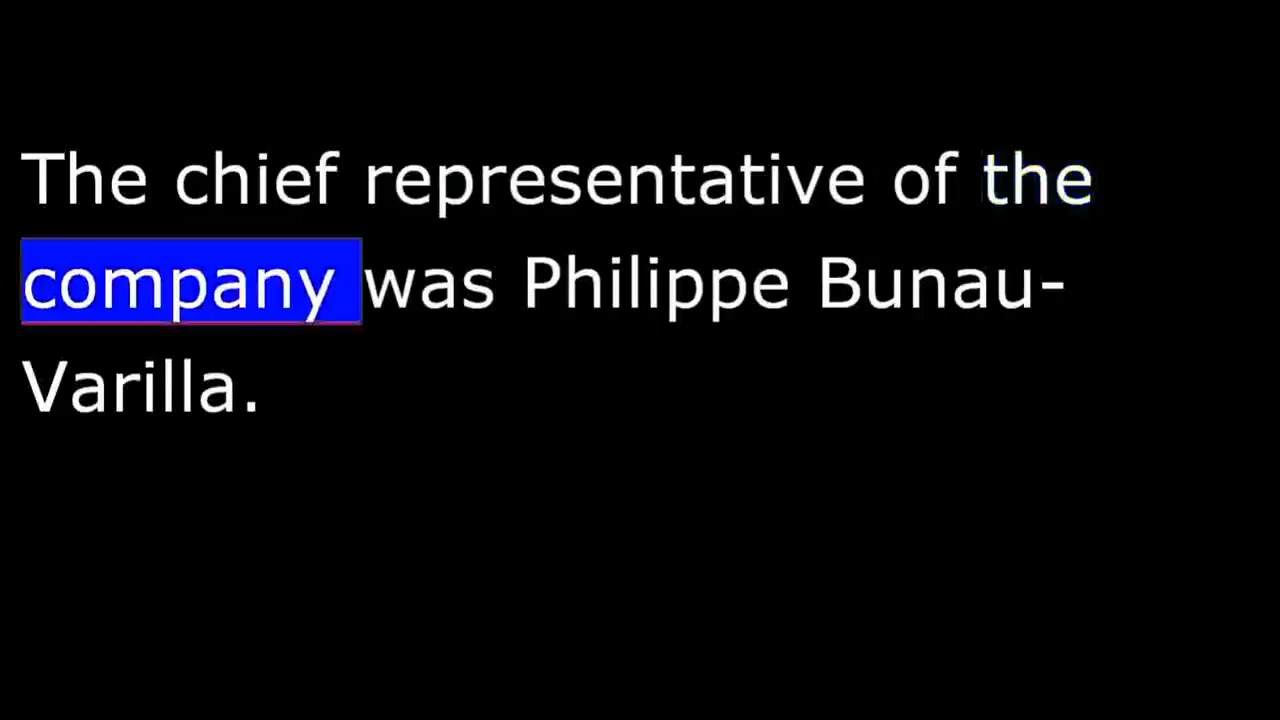 The chief representative of the
company was Philippe Bunau-
Varilla.